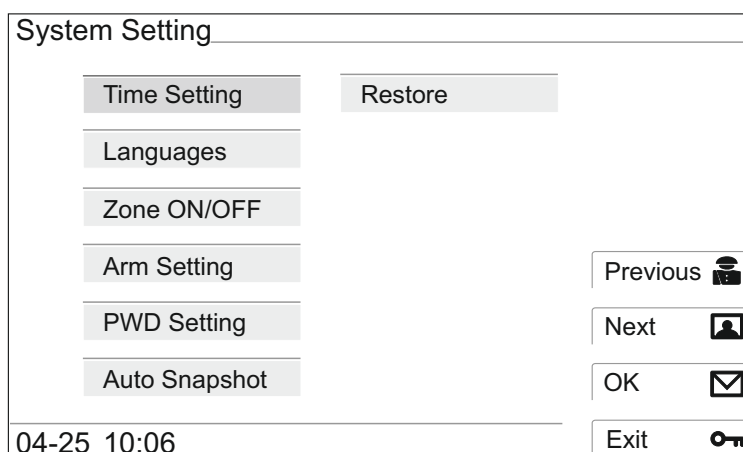 System Setting
Time Setting
Restore
Languages
Zone ON/OFF
Arm Setting
Previous
PWD Setting
Next
Auto Snapshot
OK
04-25 10:06
Exit